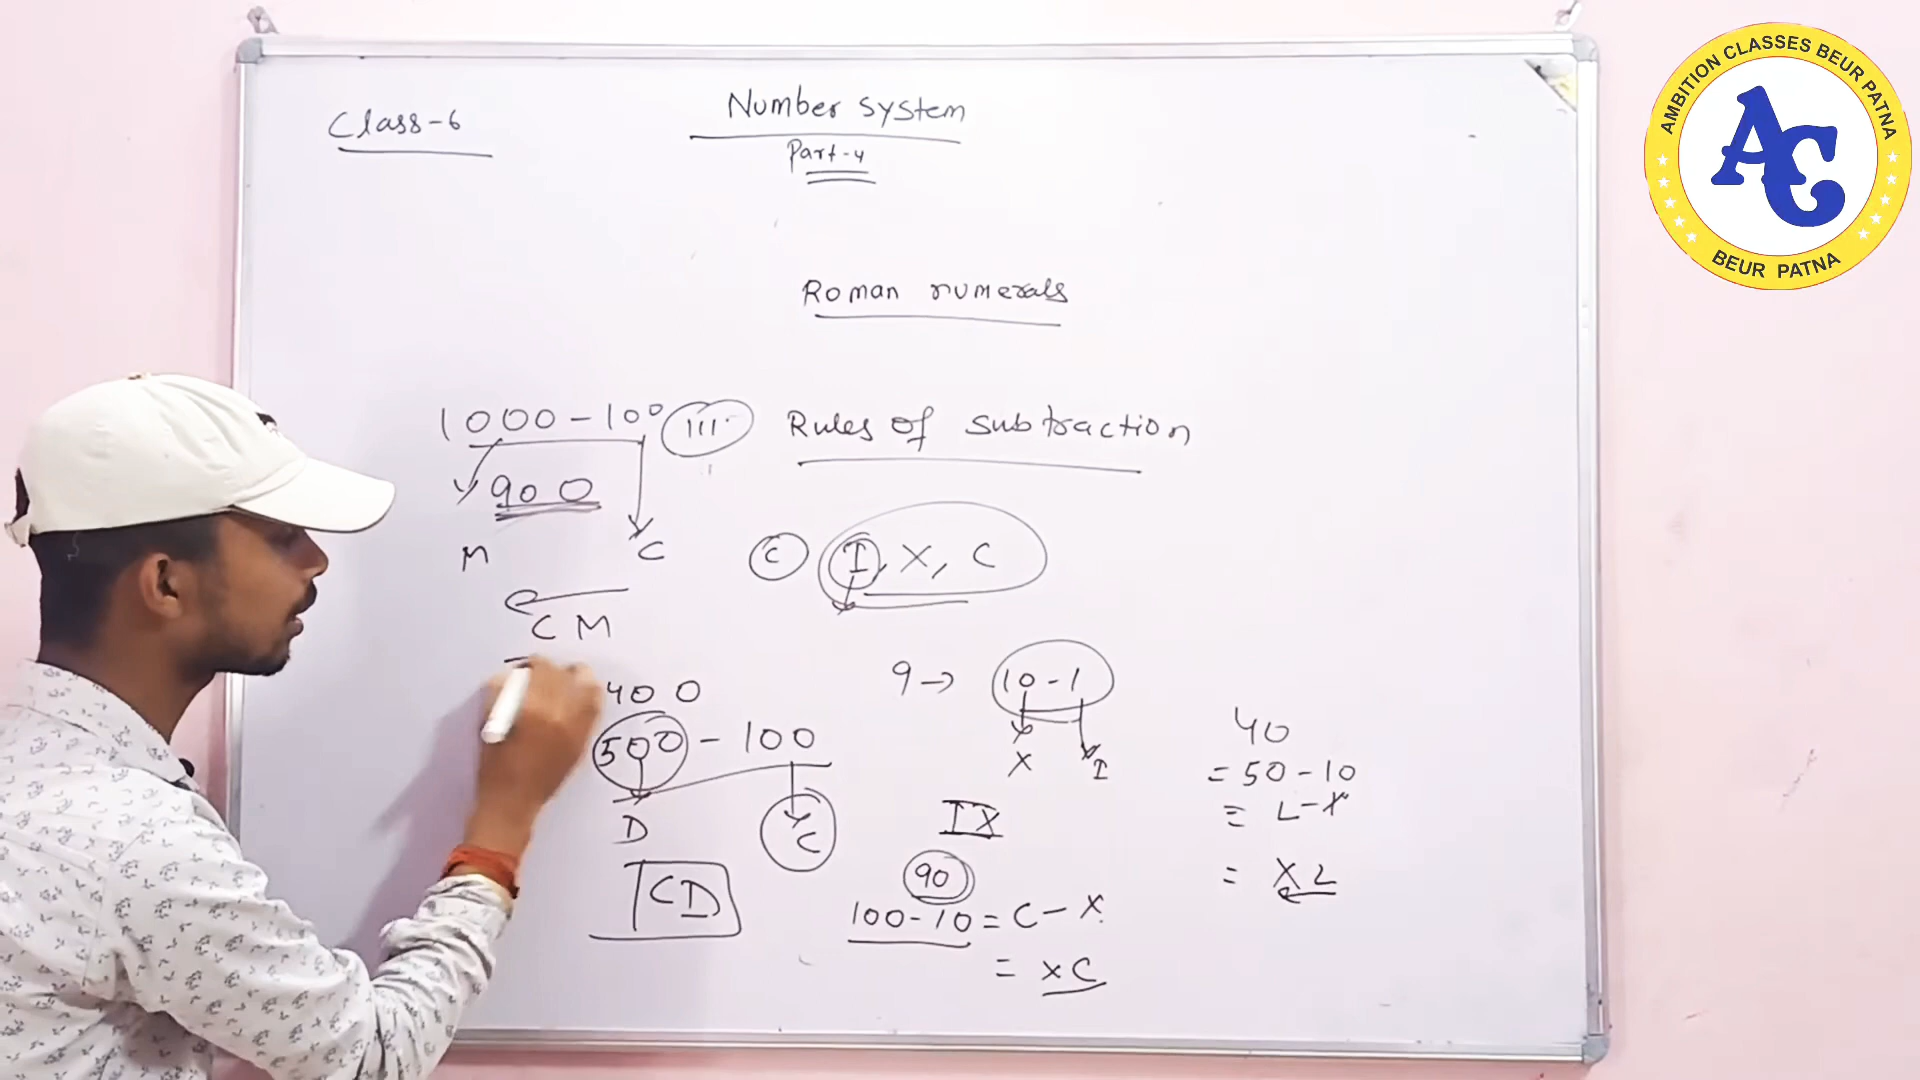 Class-6
Number system
Part-4
Roman numerals
1000-100
(III) Rules of subtraction
900
M C
(C) I, X, C
CM
400
500 - 100
D C
CD
9 → 10-1
X I
IX
90
100-10 = C-X
= XC
40
= 50-10
= L-X
= XL
AMBITION CLASSES BEUR PATNA
AC
BEUR PATNA